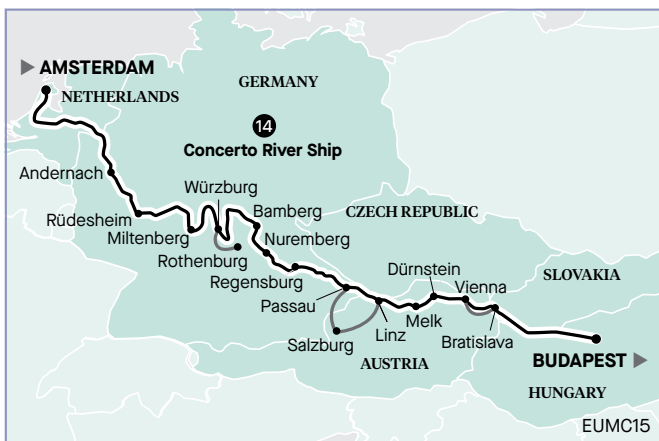 ▶ AMSTERDAM
NETHERLANDS
GERMANY
14
Concerto River Ship
Andernach
Würzburg
Rüdesheim
Miltenberg
Bamberg
CZECH REPUBLIC
Nuremberg
Rothenburg
Regensburg
Dürnstein
SLOVAKIA
Passau
Vienna
Salzburg
Linz
Melk
Bratislava
AUSTRIA
BUDAPEST ▶
HUNGARY
EUMC15